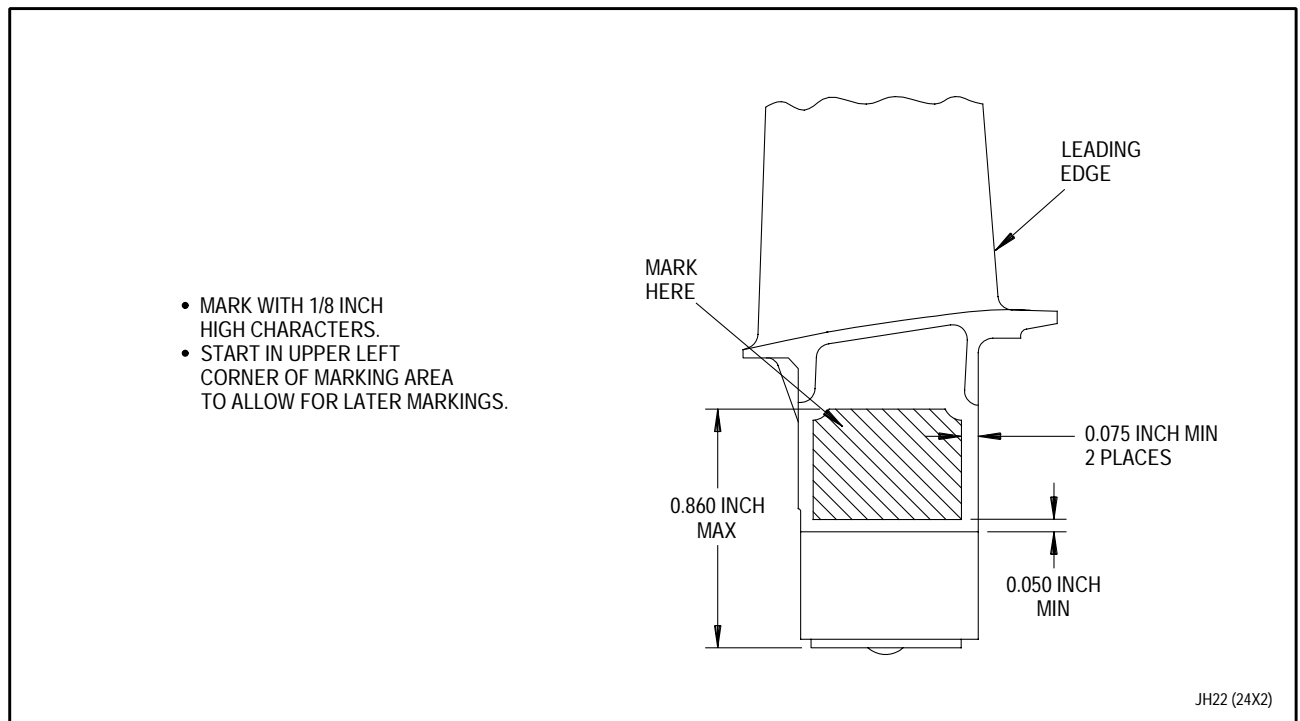 • MARK WITH 1/8 INCH
HIGH CHARACTERS.
• START IN UPPER LEFT
CORNER OF MARKING AREA
TO ALLOW FOR LATER MARKINGS.
LEADING
EDGE
MARK
HERE
0.075 INCH MIN
2 PLACES
0.860 INCH
MAX
0.050 INCH
MIN
JH22 (24X2)